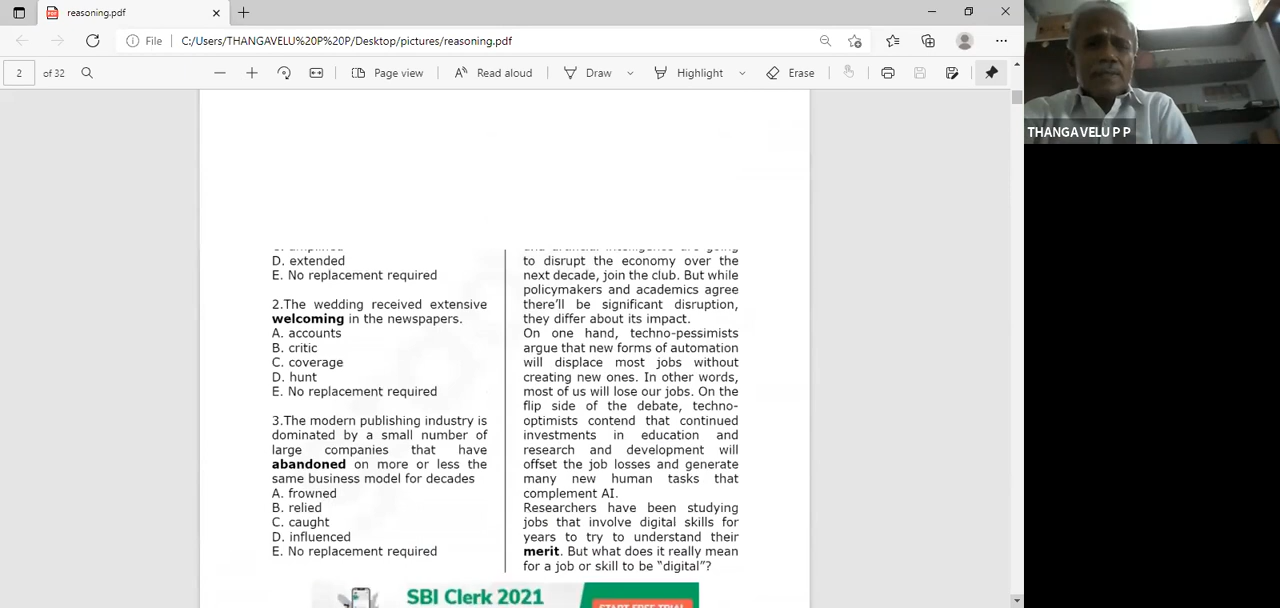 reasoning.pdf
File
C:/Users/THANGAVELU%20P%20P/Desktop/pictures/reasoning.pdf
2 of 32
Page view
Read aloud
Draw
Highlight
Erase
THANGAVELU P P
D. extended
E. No replacement required
2.The wedding received extensive
welcoming in the newspapers.
A. accounts
B. critic
C. coverage
D. hunt
E. No replacement required
3.The modern publishing industry is
dominated by a small number of
large companies that have
abandoned on more or less the
same business model for decades
A. frowned
B. relied
C. caught
D. influenced
E. No replacement required
and artificial intelligence are going
to disrupt the economy over the
next decade, join the club. But while
policymakers and academics agree
there'll be significant disruption,
they differ about its impact.
On one hand, techno-pessimists
argue that new forms of automation
will displace most jobs without
creating new ones. In other words,
most of us will lose our jobs. On the
flip side of the debate, techno-
optimists contend that continued
investments in education and
research and development will
offset the job losses and generate
many new human tasks that
complement AI.
Researchers have been studying
jobs that involve digital skills for
years to try to understand their
merit. But what does it really mean
for a job or skill to be “digital”?
SBI Clerk 2021
START FREE TRIAL